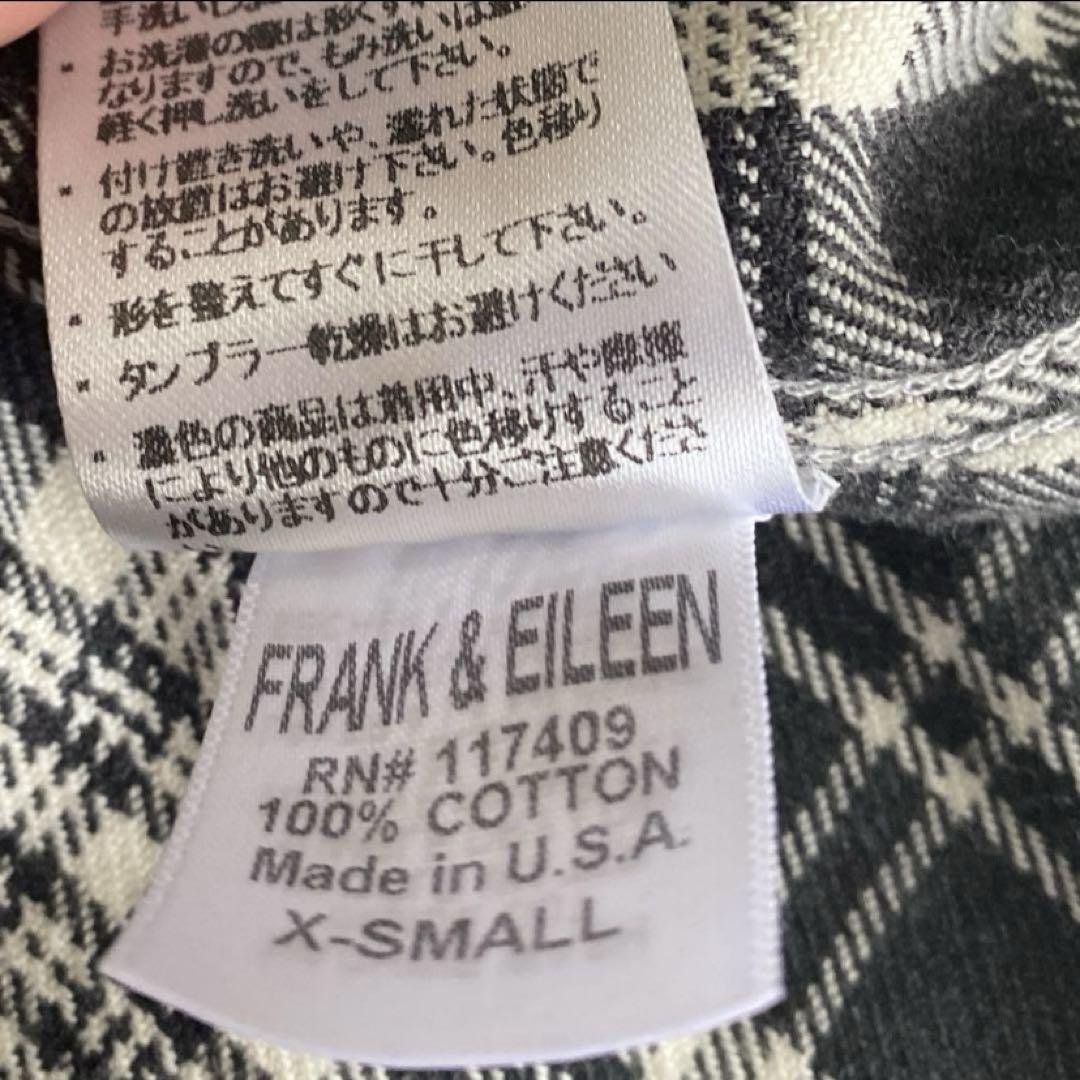 手洗いしま
・お洗濯の際は形くず
なりますので、もみ洗いは
軽く押し洗いをして下さい。
・付け置き洗いや、濡れた状態で
の放置はお避け下さい。色移り
することがあります。
・形を整えてすぐに干して下さい。
・タンブラー乾燥はお避けください
・濃色の商品は着用中、汗や摩擦
により他のものに色移りすること
がありますので十分ご注意くださ
FRANK & EILEEN
RN# 117409
100% COTTON
Made in U.S.A.
X-SMALL